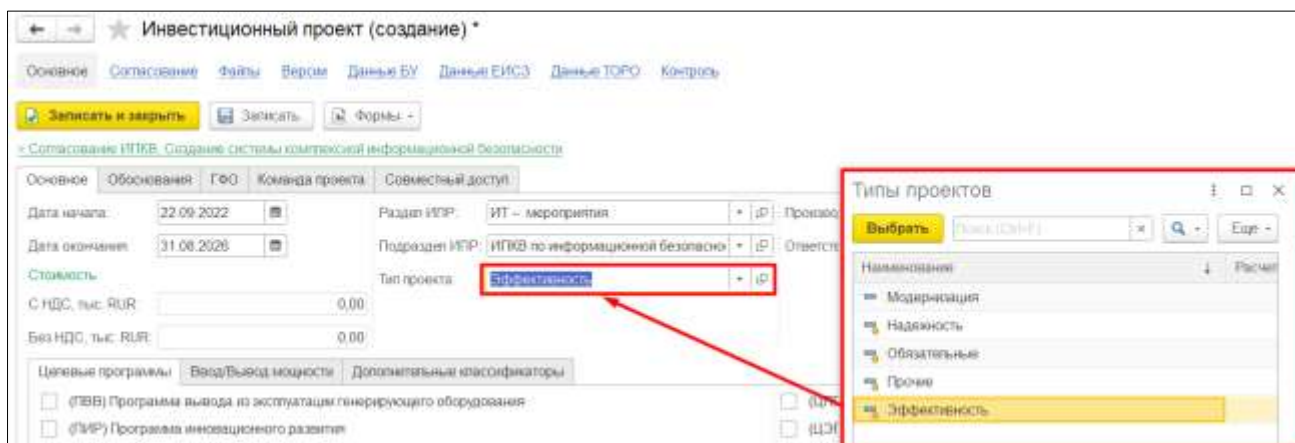 Инвестиционный проект (создание) *
Основное Согласование Файлы Версии Данные БУ Данные ЕИСЗ Данные ТОРО Контроль
Записать и закрыть Записать Формы
+ Согласование ИПКВ. Создание системы комплексной информационной безопасности
Основное Обоснования ГФО Команда проекта Совместный доступ
Дата начала: 22.09.2022 Раздел ИПР: ИТ – мероприятия
Дата окончания: 31.08.2026 Подраздел ИПР: ИПКВ по информационной безопасно
Стоимость Тип проекта: Эффективность
С НДС, тыс. RUR: 0,00
Без НДС, тыс. RUR: 0,00
Целевые программы Ввод/Вывод мощности Дополнительные классификаторы
(ПВВ) Программа вывода из эксплуатации генерирующего оборудования
(ПИР) Программа инновационного развития
Типы проектов
Выбрать Поиск (Ctrl+F) Еще
Наименование Расчет
Модернизация
Надежность
Обязательные
Прочие
Эффективность